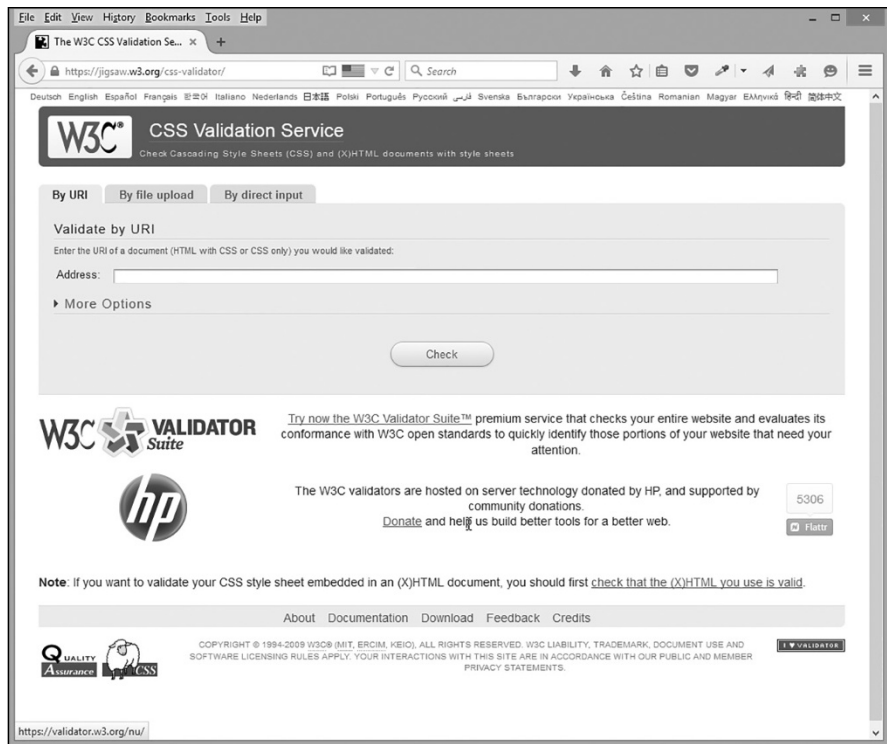 File Edit View History Bookmarks Tools Help
The W3C CSS Validation Se... × +
https://jigsaw.w3.org/css-validator/ Search
Deutsch English Español Français 한국어 Italiano Nederlands 日本語 Polski Português Русский فارسی Svenska Български Українська Čeština Romanian Magyar Ελληνικά हिन्दी 简体中文
W3C® CSS Validation Service
Check Cascading Style Sheets (CSS) and (X)HTML documents with style sheets
By URI By file upload By direct input
Validate by URI
Enter the URI of a document (HTML with CSS or CSS only) you would like validated:
Address:
More Options
Check
W3C VALIDATOR Suite
Try now the W3C Validator Suite™ premium service that checks your entire website and evaluates its
conformance with W3C open standards to quickly identify those portions of your website that need your
attention.
hp
The W3C validators are hosted on server technology donated by HP, and supported by
community donations.
Donate and help us build better tools for a better web.
5306
Flattr
Note: If you want to validate your CSS style sheet embedded in an (X)HTML document, you should first check that the (X)HTML you use is valid.
About Documentation Download Feedback Credits
QUALITY
Assurance
CSS
COPYRIGHT © 1994-2009 W3C® (MIT, ERCIM, KEIO), ALL RIGHTS RESERVED. W3C LIABILITY, TRADEMARK, DOCUMENT USE AND
SOFTWARE LICENSING RULES APPLY. YOUR INTERACTIONS WITH THIS SITE ARE IN ACCORDANCE WITH OUR PUBLIC AND MEMBER
PRIVACY STATEMENTS.
I ♥ VALIDATOR
https://validator.w3.org/nu/